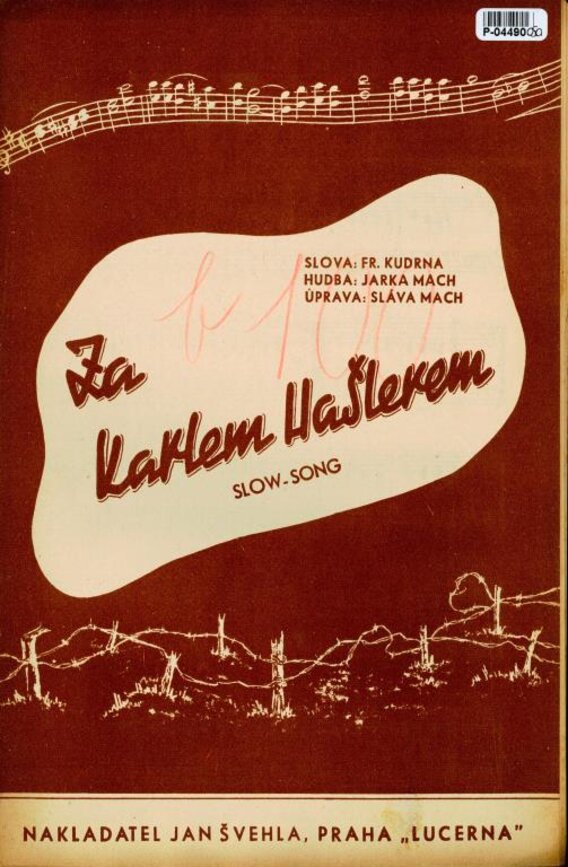 P-04490
SLOVA: FR. KUDRNA
HUDBA: JARKA MACH
ÚPRAVA: SLÁVA MACH
Za
Karlem Hašlerem
SLOW-SONG
NAKLADATEL JAN ŠVEHLA, PRAHA „LUCERNA"